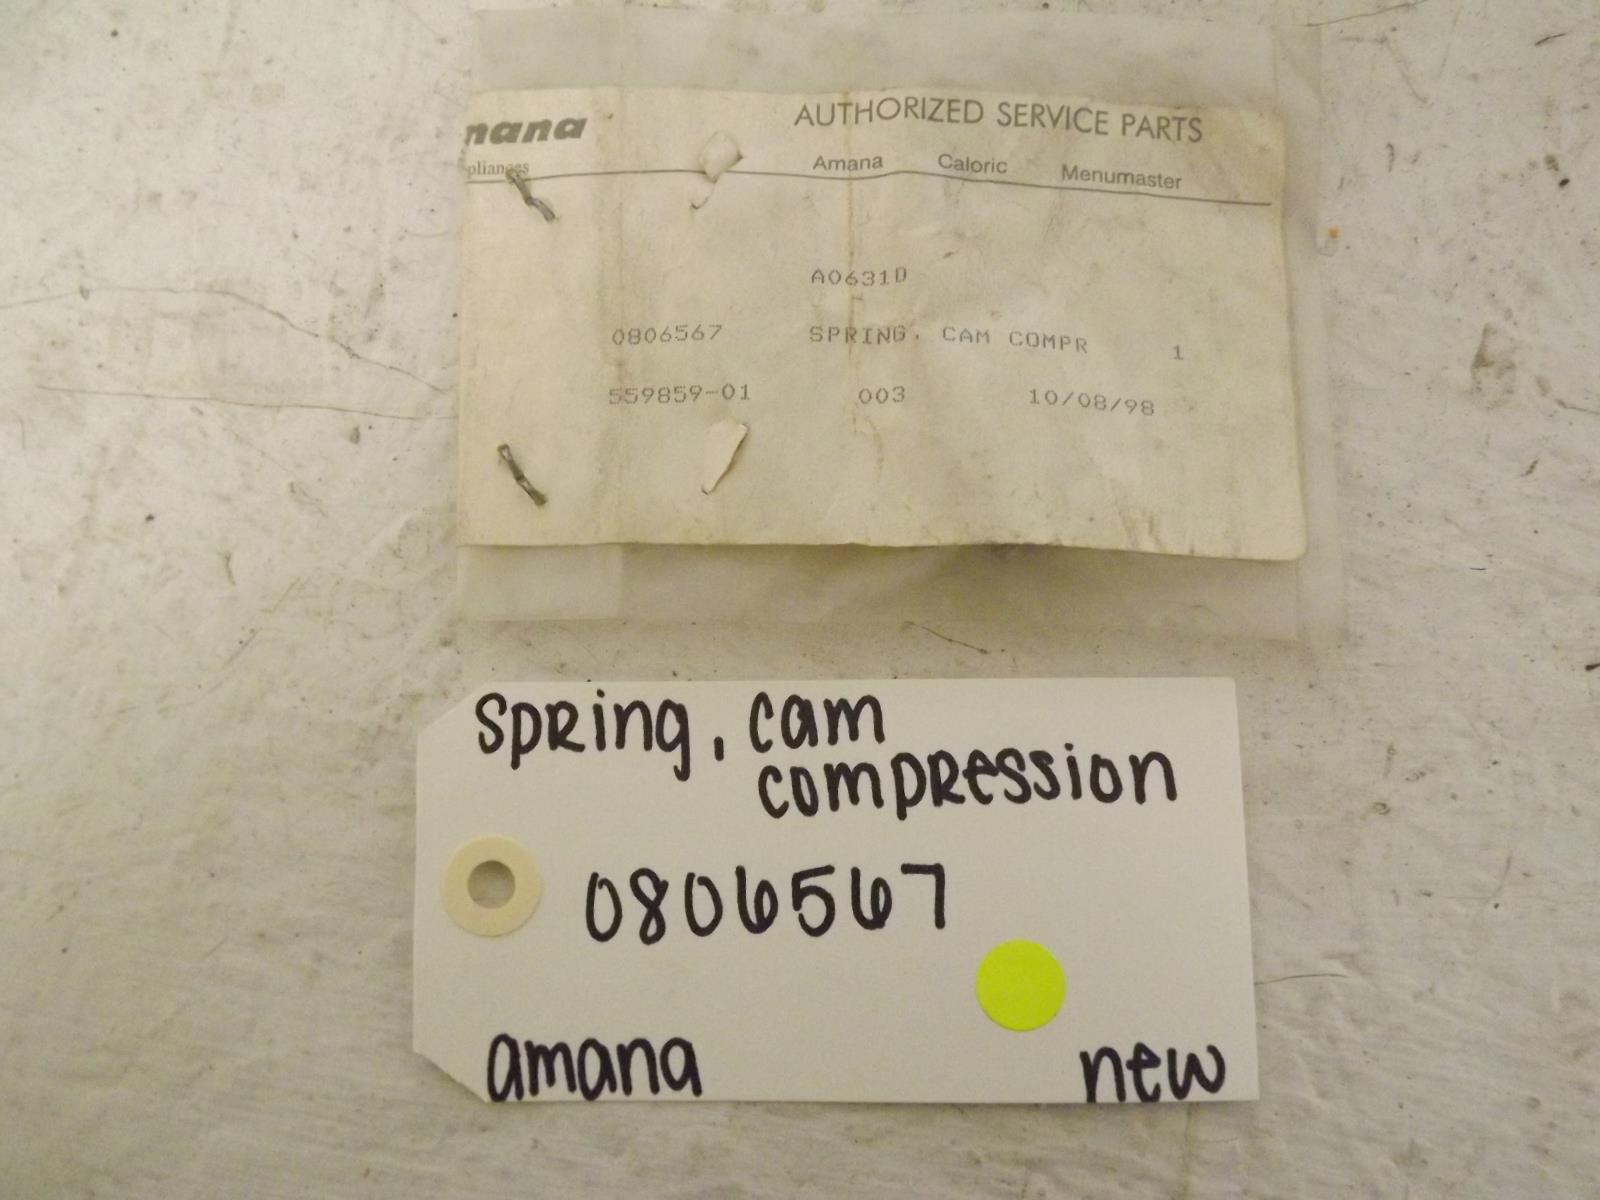 mana AUTHORIZED SERVICE PARTS
pliances Amana Caloric Menumaster
A0631D
0806567 SPRING, CAM COMPR 1
559859-01 003 10/08/98
spring, cam
compression
0806567
amana new